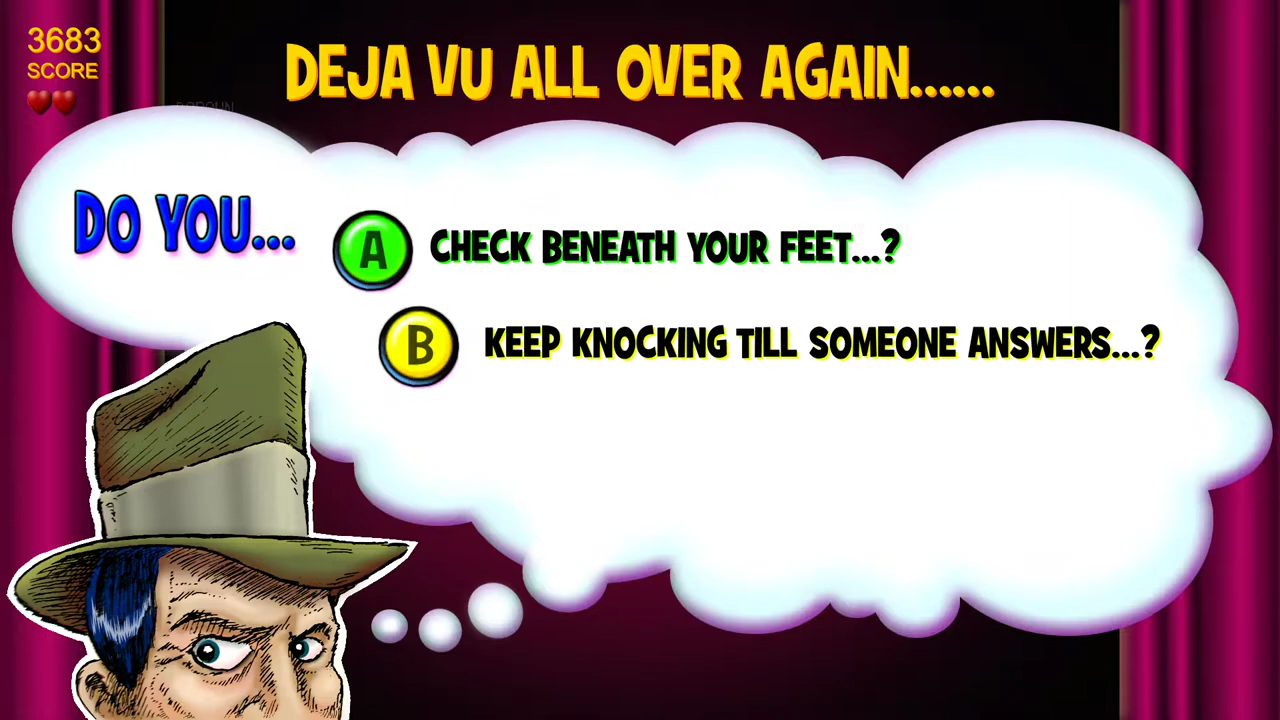 3683
SCORE
DEJA VU ALL OVER AGAIN......
DO YOU...
A CHECK BENEATH YOUR FEET...?
B KEEP KNOCKING TILL SOMEONE ANSWERS...?